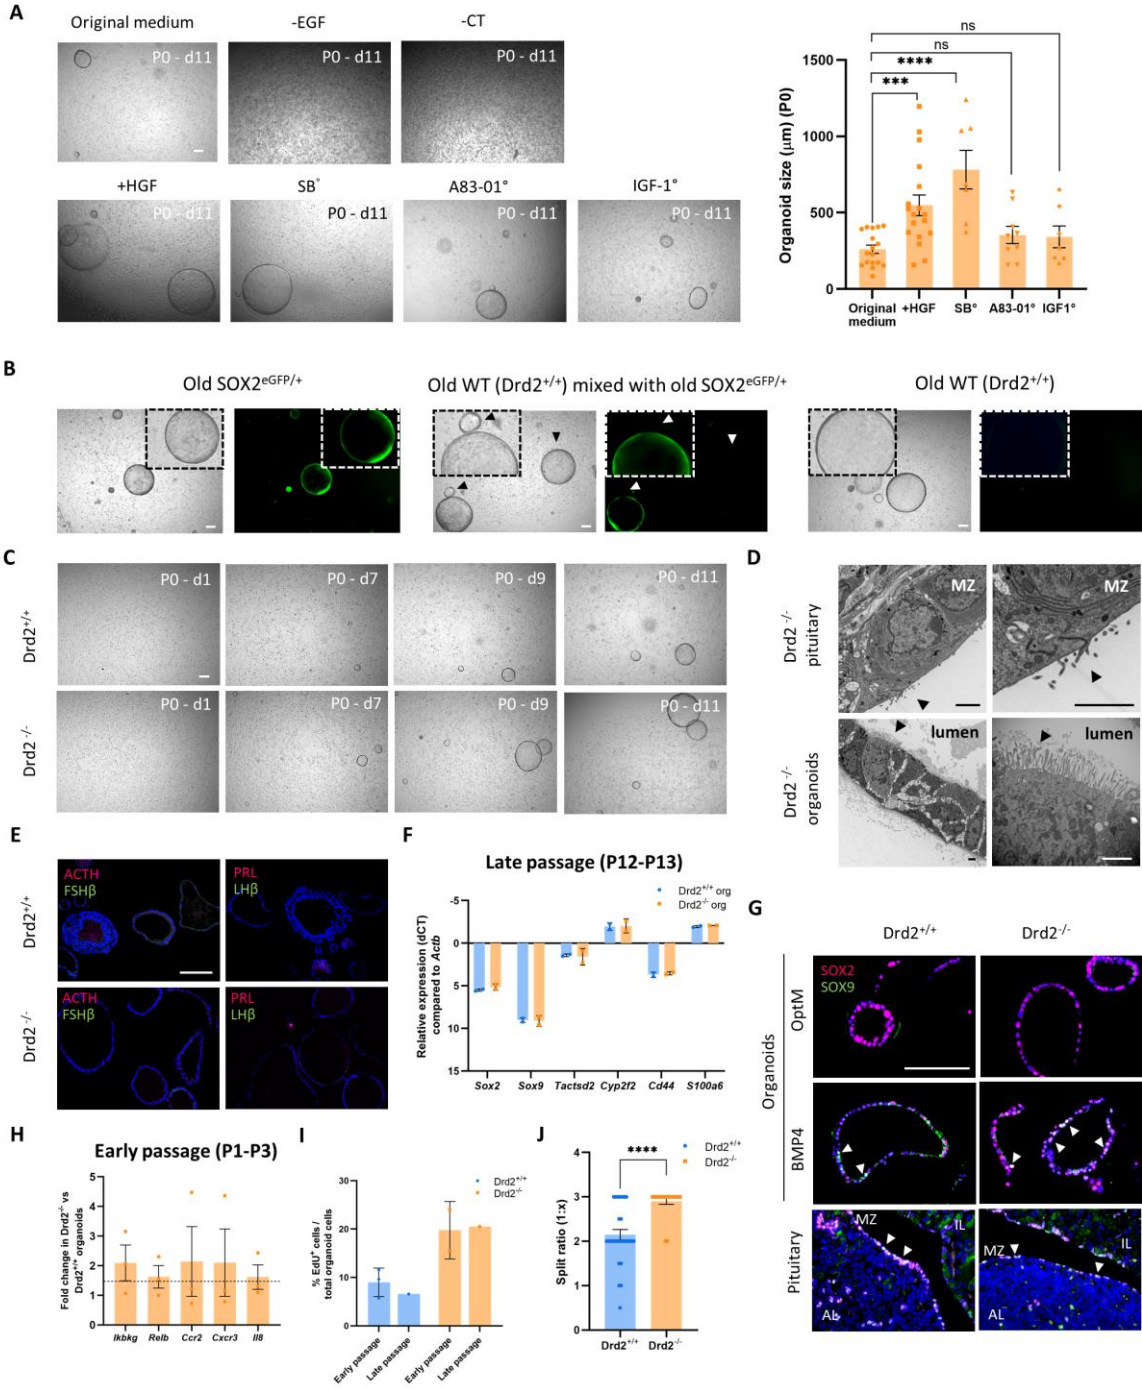 A
Original medium
-EGF
-CT
P0 - d11
P0 - d11
P0 - d11
+HGF
SB°
A83-01°
IGF-1°
P0 - d11
P0 - d11
P0 - d11
P0 - d11
ns
ns
****
***
Organoid size (μm) (P0)
1500
1000
500
0
Original medium
+HGF
SB°
A83-01°
IGF1°
B
Old SOX2eGFP/+
Old WT (Drd2+/+) mixed with old SOX2eGFP/+
Old WT (Drd2+/+)
C
Drd2+/+
P0 - d1
P0 - d7
P0 - d9
P0 - d11
Drd2 -/-
P0 - d1
P0 - d7
P0 - d9
P0 - d11
D
Drd2 -/- pituitary
MZ
MZ
Drd2 -/- organoids
lumen
lumen
E
Drd2+/+
ACTH
FSHβ
PRL
LHβ
Drd2 -/-
ACTH
FSHβ
PRL
LHβ
F
Late passage (P12-P13)
Drd2+/+ org
Drd2-/- org
Relative expression (dCT)
compared to Actb
-5
0
5
10
15
Sox2
Sox9
Tactsd2
Cyp2f2
Cd44
S100a6
G
Drd2+/+
Drd2-/-
Organoids
OptM
SOX2
SOX9
BMP4
Pituitary
MZ
IL
AL
MZ
IL
AL
H
Early passage (P1-P3)
Fold change in Drd2-/- vs
Drd2+/+ organoids
5
4
3
2
1
0
Ikbkg
Relb
Ccr2
Cxcr3
Il8
I
Drd2+/+
Drd2-/-
% EdU+ cells /
total organoid cells
30
20
10
0
Early passage
Late passage
Early passage
Late passage
J
Drd2+/+
Drd2-/-
****
Split ratio (1:x)
4
3
2
1
0
Drd2+/+
Drd2-/-